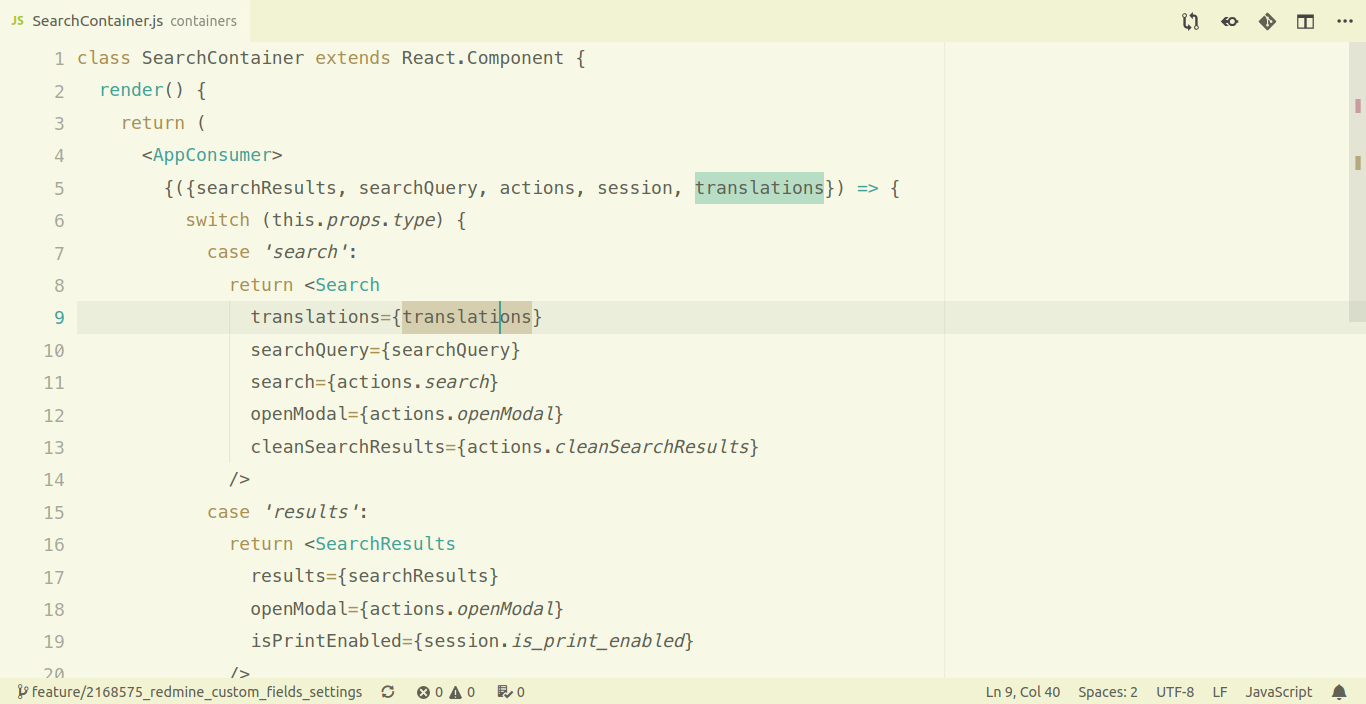 JS SearchContainer.js containers
1 class SearchContainer extends React.Component {
2   render() {
3     return (
4       <AppConsumer>
5         {({searchResults, searchQuery, actions, session, translations}) => {
6           switch (this.props.type) {
7             case 'search':
8               return <Search
9                 translations={translations}
10                 searchQuery={searchQuery}
11                 search={actions.search}
12                 openModal={actions.openModal}
13                 cleanSearchResults={actions.cleanSearchResults}
14               />
15             case 'results':
16               return <SearchResults
17                 results={searchResults}
18                 openModal={actions.openModal}
19                 isPrintEnabled={session.is_print_enabled}
20               />
feature/2168575_redmine_custom_fields_settings 0 0 0 Ln 9, Col 40 Spaces: 2 UTF-8 LF JavaScript